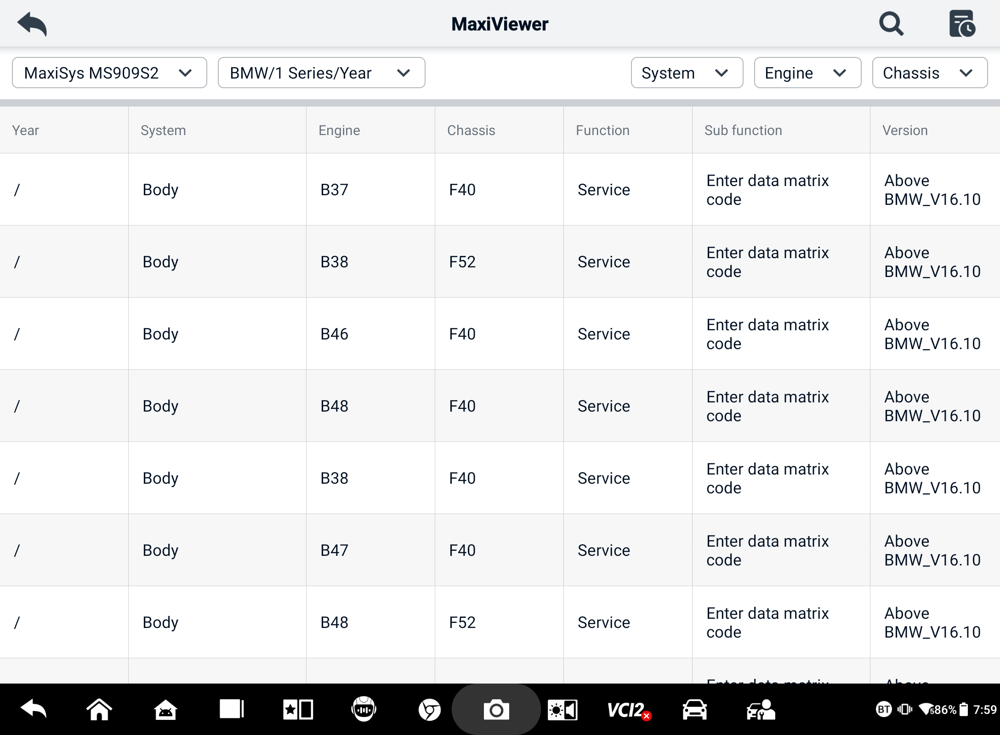 MaxiViewer
MaxiSys MS909S2
BMW/1 Series/Year
System
Engine
Chassis
Year
System
Engine
Chassis
Function
Sub function
Version
/
Body
B37
F40
Service
Enter data matrix
code
Above
BMW_V16.10
/
Body
B38
F52
Service
Enter data matrix
code
Above
BMW_V16.10
/
Body
B46
F40
Service
Enter data matrix
code
Above
BMW_V16.10
/
Body
B48
F40
Service
Enter data matrix
code
Above
BMW_V16.10
/
Body
B38
F40
Service
Enter data matrix
code
Above
BMW_V16.10
/
Body
B47
F40
Service
Enter data matrix
code
Above
BMW_V16.10
/
Body
B48
F52
Service
Enter data matrix
code
Above
BMW_V16.10
Enter data matrix
Above
VCI2
BT
5
86%
7:59